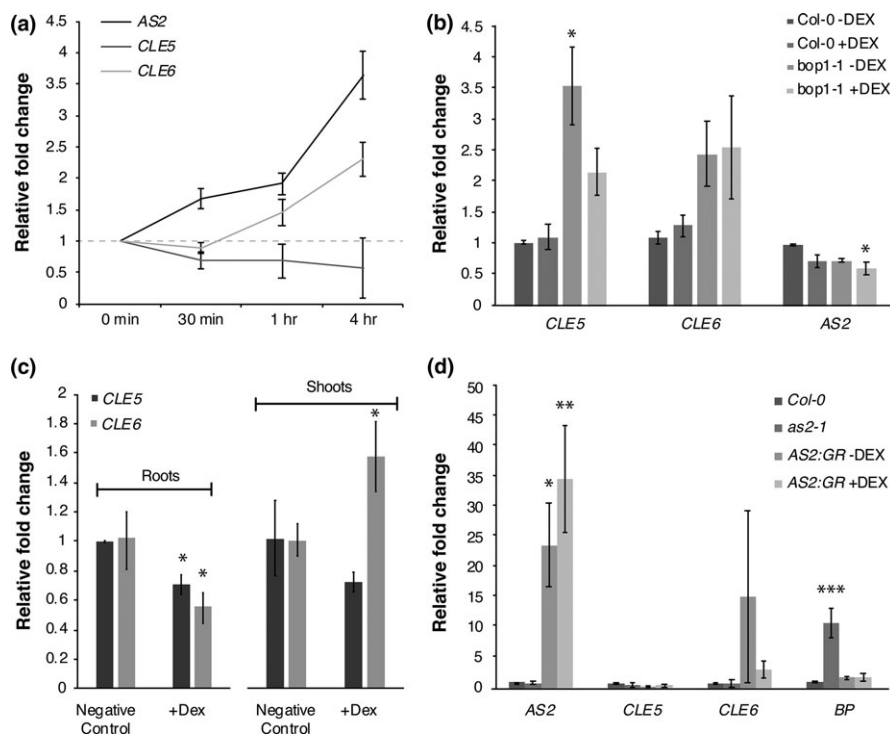 (a)
Relative fold change
4.5
4
3.5
3
2.5
2
1.5
1
0.5
0
AS2
CLE5
CLE6
0 min 30 min 1 hr 4 hr
(b)
Relative fold change
4.5
4
3.5
3
2.5
2
1.5
1
0.5
0
*
*
Col-0 -DEX
Col-0 +DEX
bop1-1 -DEX
bop1-1 +DEX
CLE5 CLE6 AS2
(c)
Relative fold change
2
1.8
1.6
1.4
1.2
1
0.8
0.6
0.4
0.2
0
CLE5
CLE6
Roots
Shoots
*
*
*
Negative Control
+Dex
Negative Control
+Dex
(d)
Relative fold change
50
45
40
35
30
25
20
15
10
5
0
*
**
***
Col-0
as2-1
AS2:GR -DEX
AS2:GR +DEX
AS2 CLE5 CLE6 BP